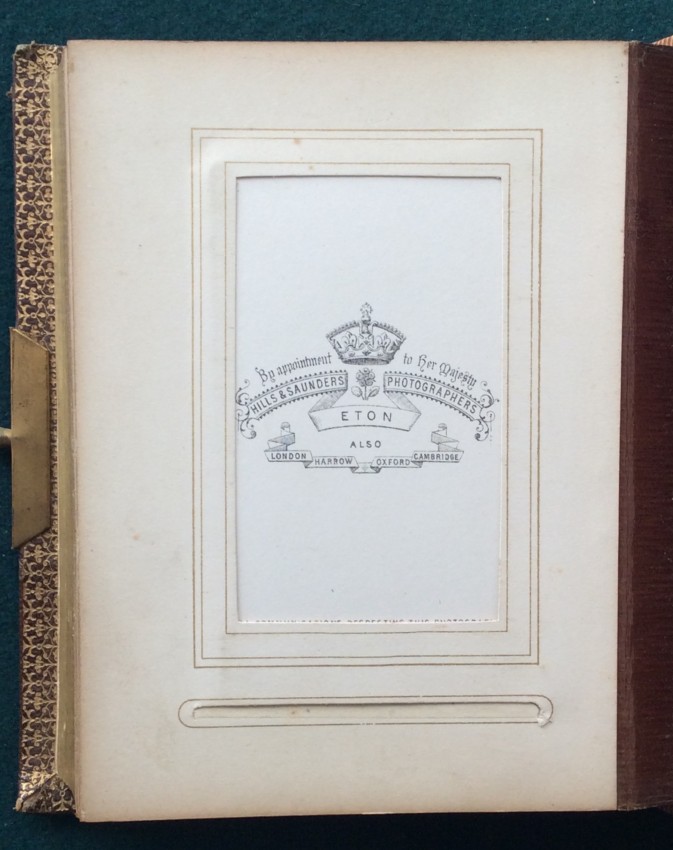 By appointment to Her Majesty
HILLS & SAUNDERS PHOTOGRAPHERS
ETON
ALSO
LONDON HARROW OXFORD CAMBRIDGE